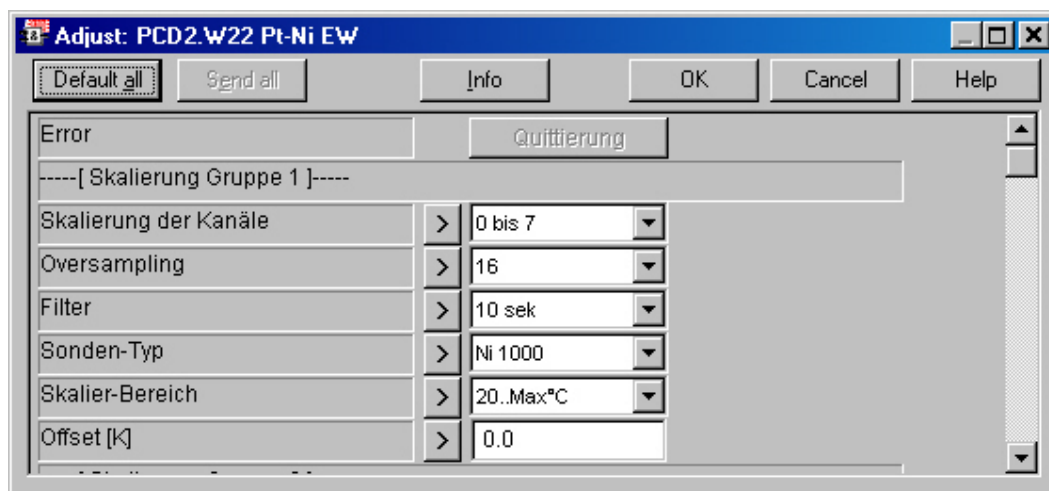 Adjust: PCD2.W22 Pt-Ni EW
Default all Send all Info OK Cancel Help
Error Quittierung
-----[ Skalierung Gruppe 1 ]-----
Skalierung der Kanäle > 0 bis 7
Oversampling > 16
Filter > 10 sek
Sonden-Typ > Ni 1000
Skalier-Bereich > 20..Max°C
Offset [K] > 0.0